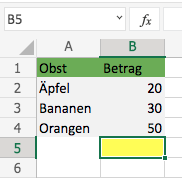 B5 fx
A B
1 Obst Betrag
2 Äpfel 20
3 Bananen 30
4 Orangen 50
5
6